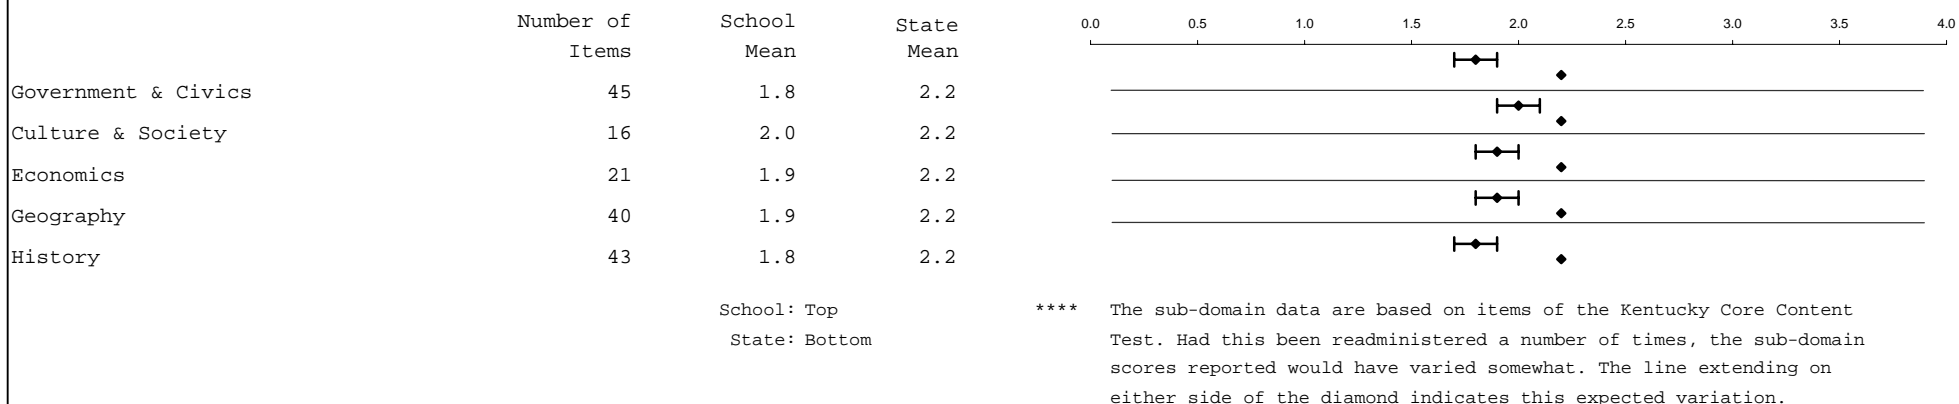 Number of School State 0.0 0.5 1.0 1.5 2.0 2.5 3.0 3.5 4.0
Items Mean Mean
Government & Civics 45 1.8 2.2
Culture & Society 16 2.0 2.2
Economics 21 1.9 2.2
Geography 40 1.9 2.2
History 43 1.8 2.2
School: Top
State: Bottom
**** The sub-domain data are based on items of the Kentucky Core Content
Test. Had this been readministered a number of times, the sub-domain
scores reported would have varied somewhat. The line extending on
either side of the diamond indicates this expected variation.